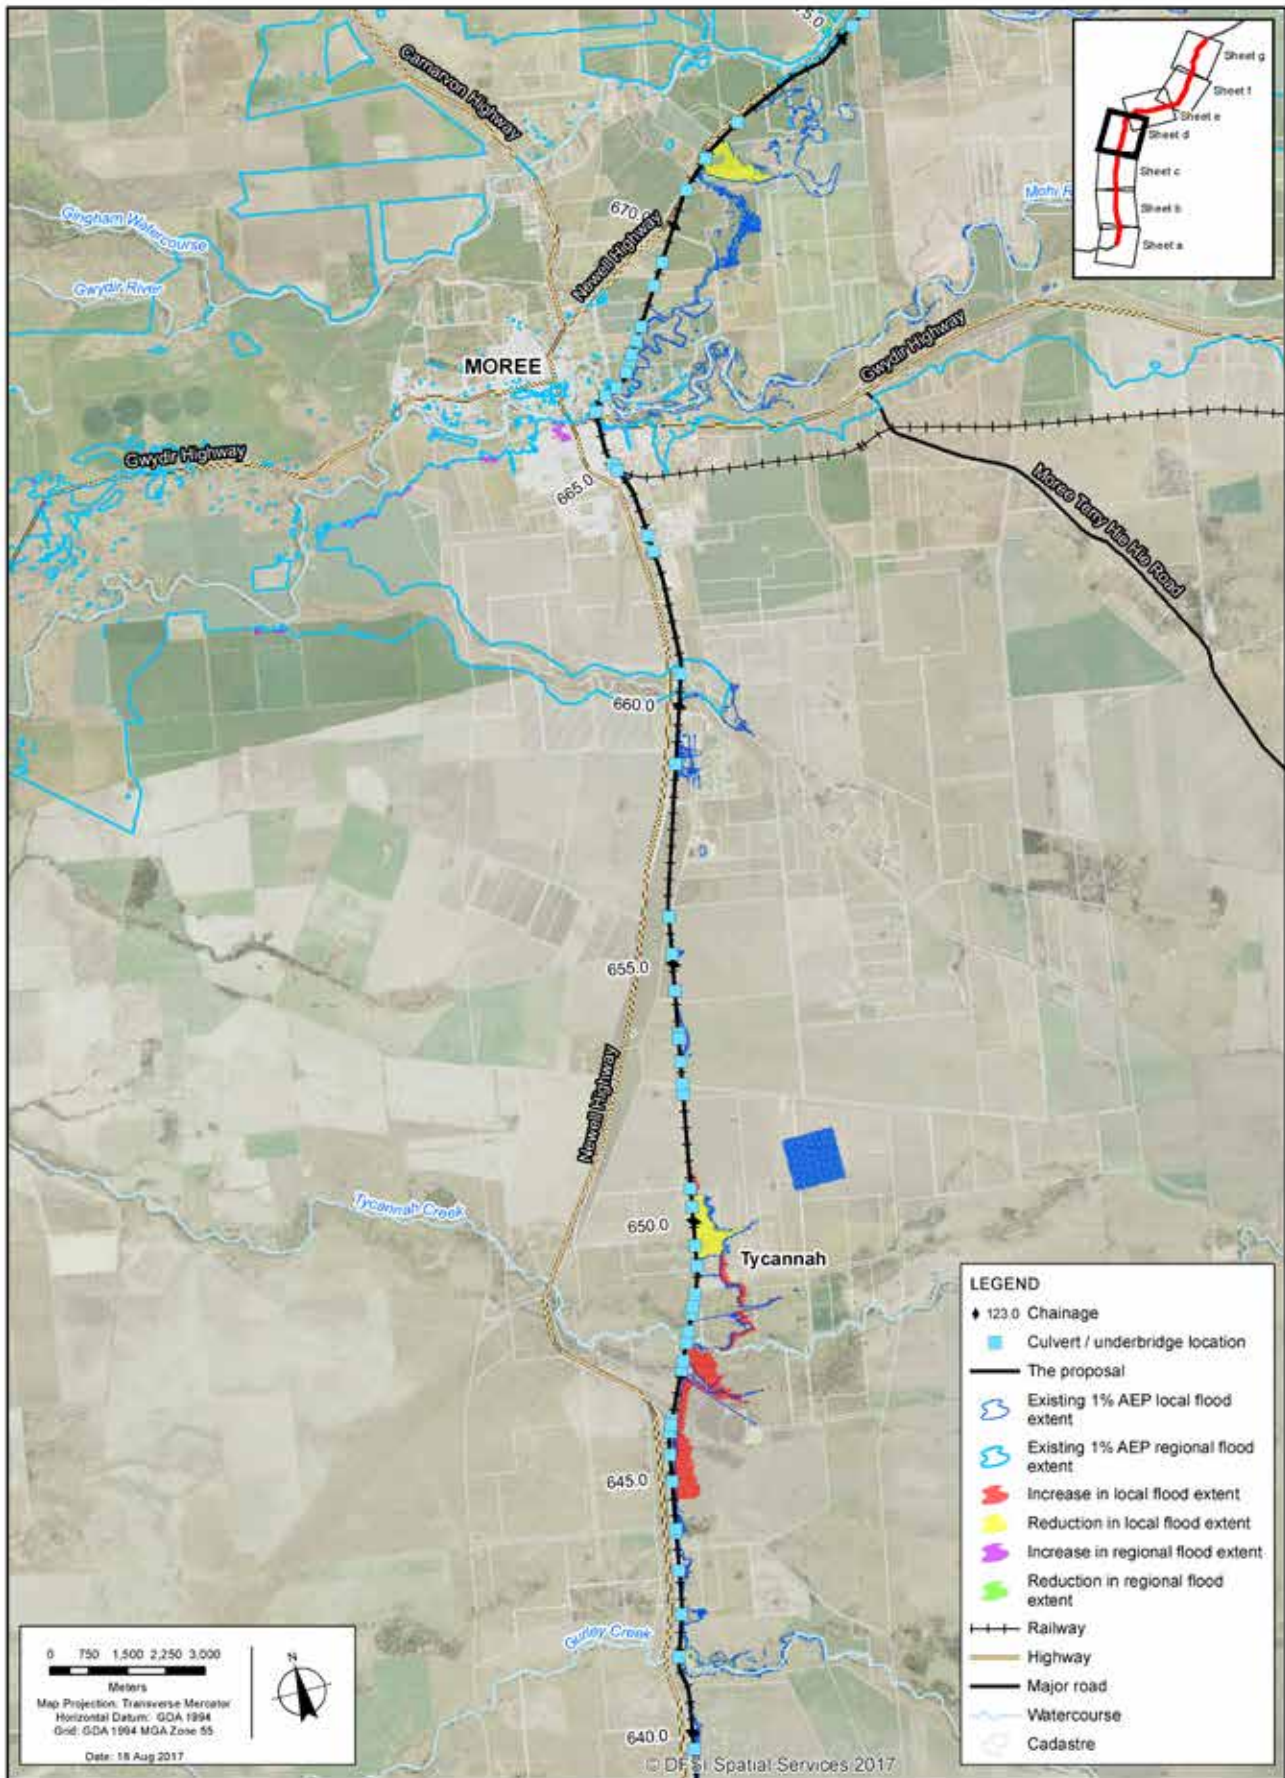 75.0
Carnarvon Highway
Sheet g
Sheet f
Sheet e
Sheet d
Sheet c
Sheet b
Sheet a
Gingham Watercourse
Gwydir River
670.0
Newell Highway
MOREE
Gwydir Highway
Gwydir Highway
665.0
Moree Terry Hie Hie Road
660.0
655.0
Newell Highway
Tycannah Creek
650.0
Tycannah
645.0
Gurley Creek
640.0
LEGEND
123.0 Chainage
Culvert / underbridge location
The proposal
Existing 1% AEP local flood
extent
Existing 1% AEP regional flood
extent
Increase in local flood extent
Reduction in local flood extent
Increase in regional flood extent
Reduction in regional flood
extent
Railway
Highway
Major road
Watercourse
Cadastre
0 750 1,500 2,250 3,000
Meters
Map Projection: Transverse Mercator
Horizontal Datum: GDA 1994
Grid: GDA 1994 MGA Zone 55
Date: 18 Aug 2017
N
© DFSI Spatial Services 2017